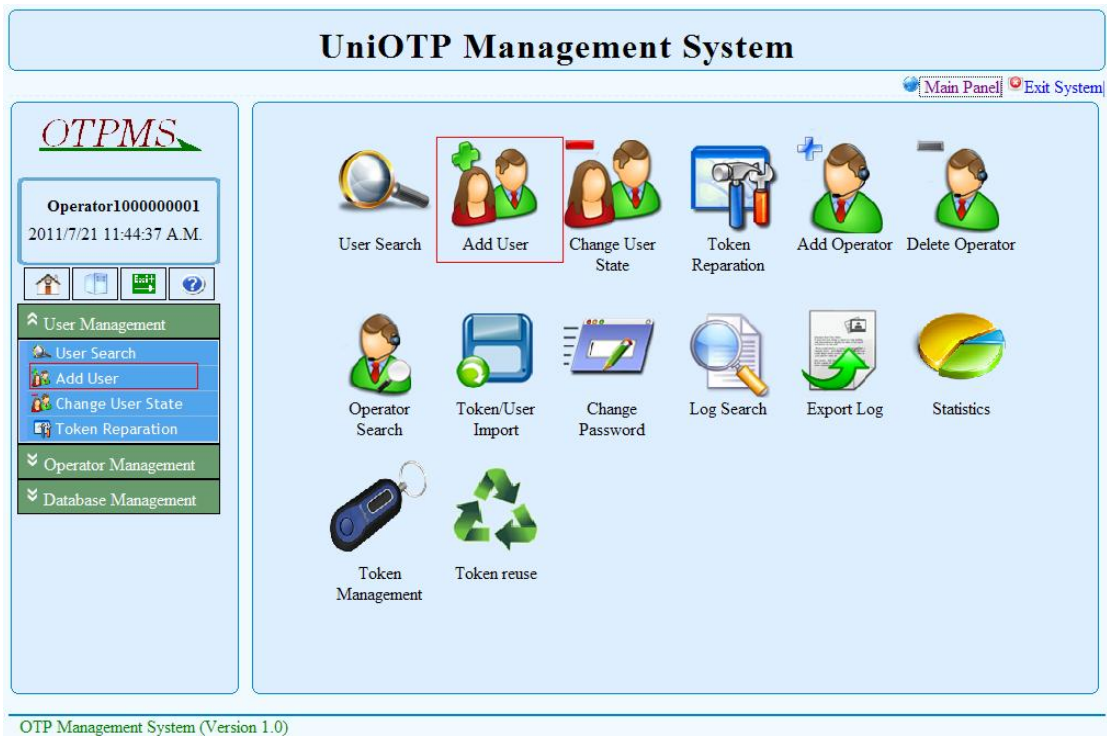 UniOTP Management System
Main Panel Exit System
OTPMS
Operator1000000001
2011/7/21 11:44:37 A.M.
Exit
User Management
User Search
Add User
Change User State
Token Reparation
Operator Management
Database Management
User Search Add User Change User State Token Reparation Add Operator Delete Operator
Operator Search Token/User Import Change Password Log Search Export Log Statistics
Token Management Token reuse
OTP Management System (Version 1.0)